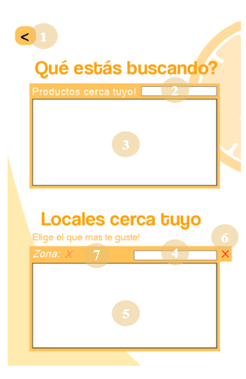 < 1
Qué estás buscando?
Productos cerca tuyo! 2
3
Locales cerca tuyo
Elige el que mas te guste! 6
Zona: X 7 4 X
5